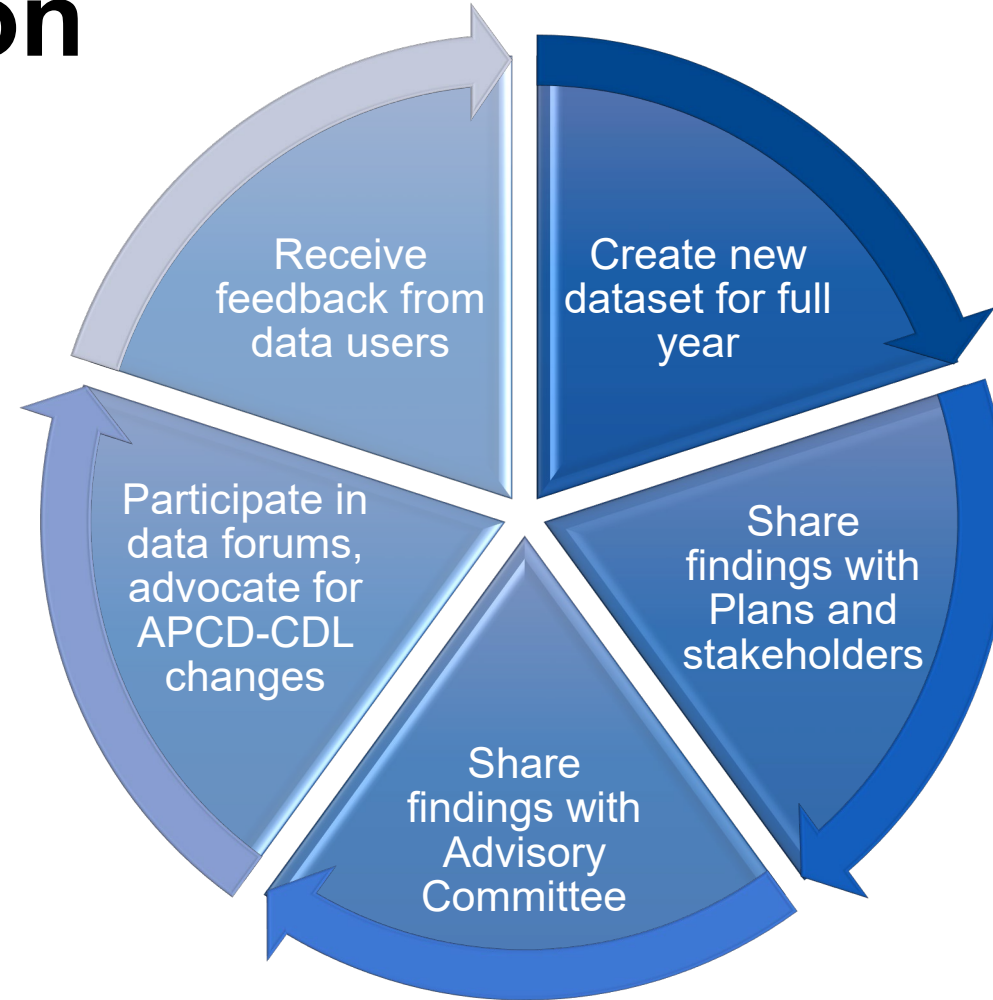 on
Create new
dataset for full
year
Share
findings with
Plans and
stakeholders
Share
findings with
Advisory
Committee
Participate in
data forums,
advocate for
APCD-CDL
changes
Receive
feedback from
data users